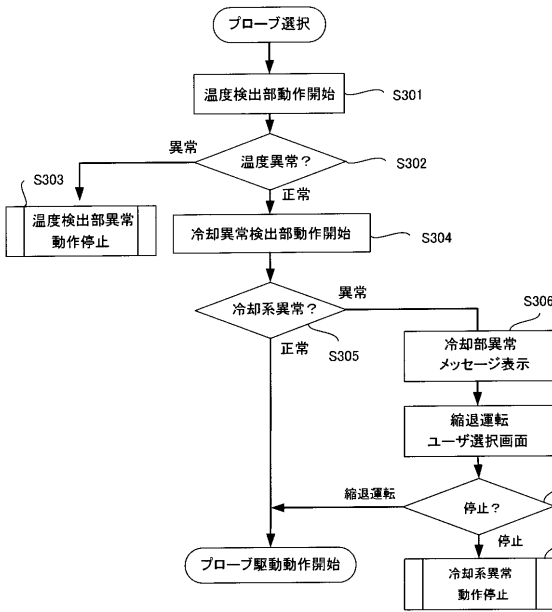 プローブ選択
温度検出部動作開始
S301
異常
温度異常？
S302
S303
正常
温度検出部異常
動作停止
冷却異常検出部動作開始
S304
冷却系異常？
異常
S306
正常
S305
冷却部異常
メッセージ表示
縮退運転
ユーザ選択画面
縮退運転
停止？
停止
プローブ駆動動作開始
冷却系異常
動作停止